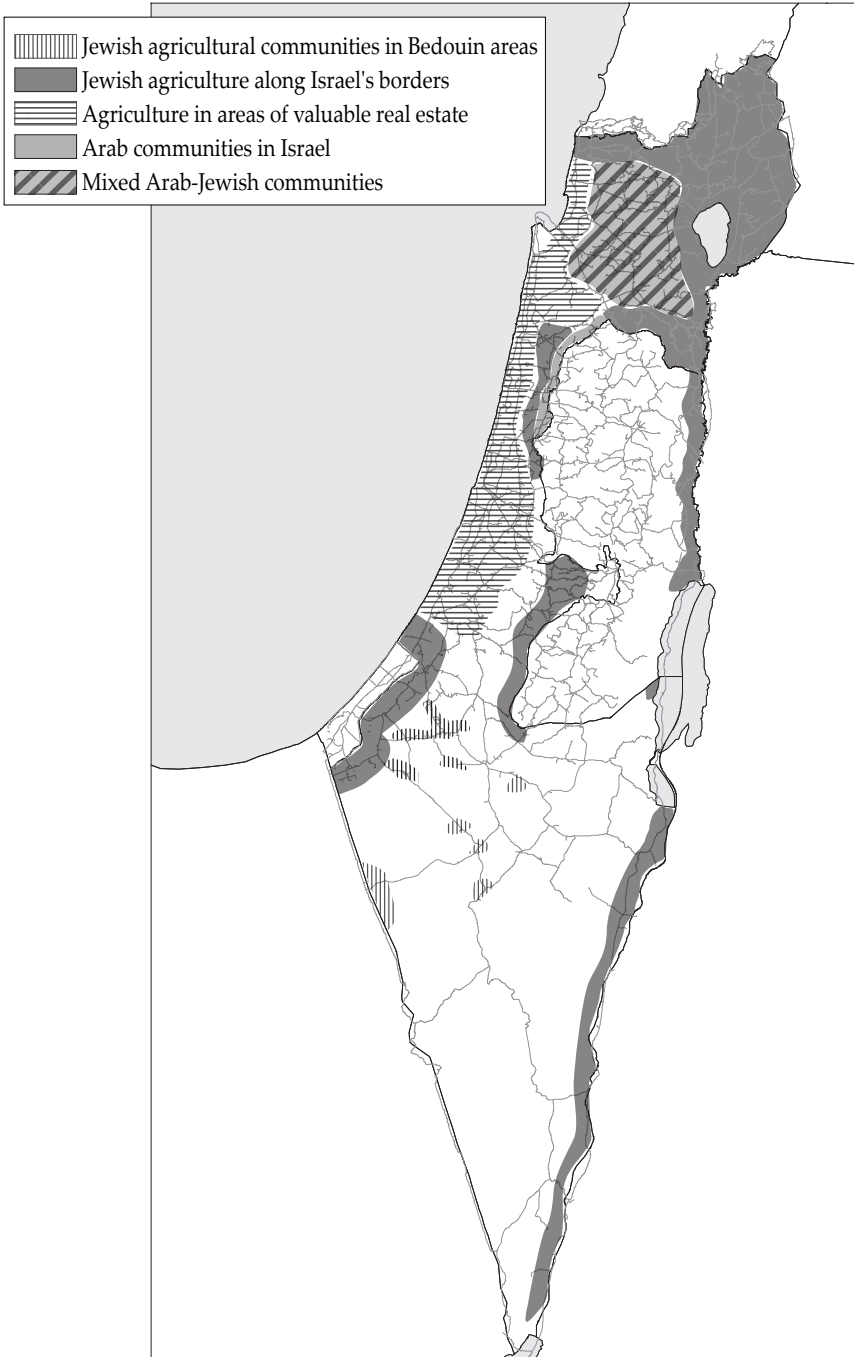 Jewish agricultural communities in Bedouin areas
Jewish agriculture along Israel's borders
Agriculture in areas of valuable real estate
Arab communities in Israel
Mixed Arab-Jewish communities